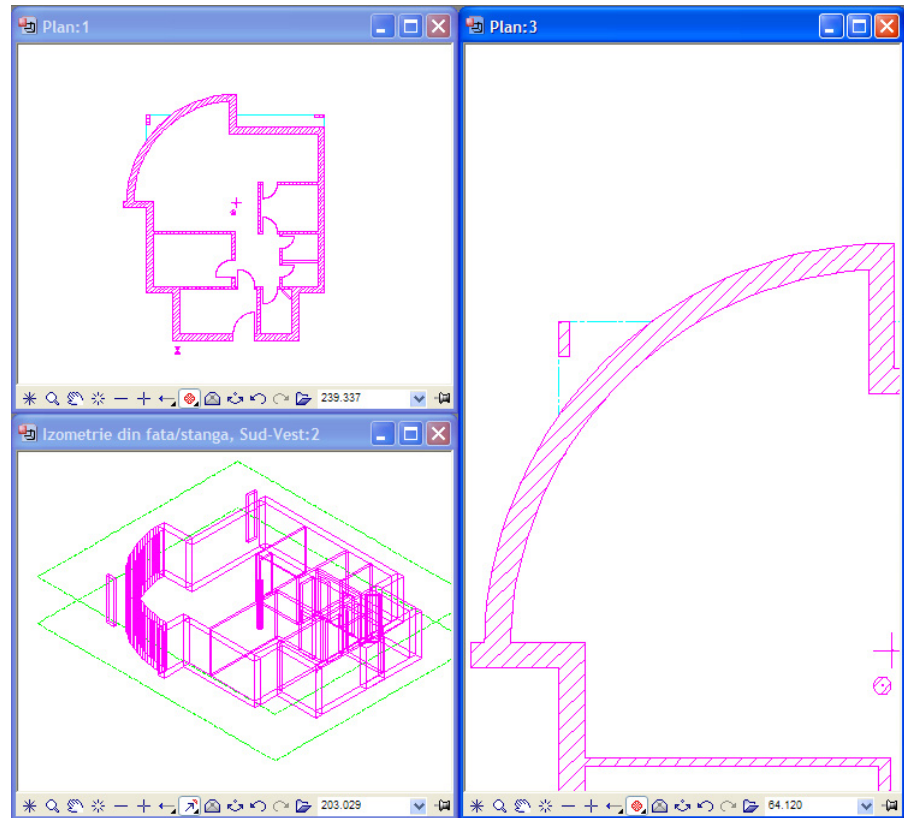 Plan:1
239.337
Izometrie din fata/stanga, Sud-Vest:2
203.029
Plan:3
64.120